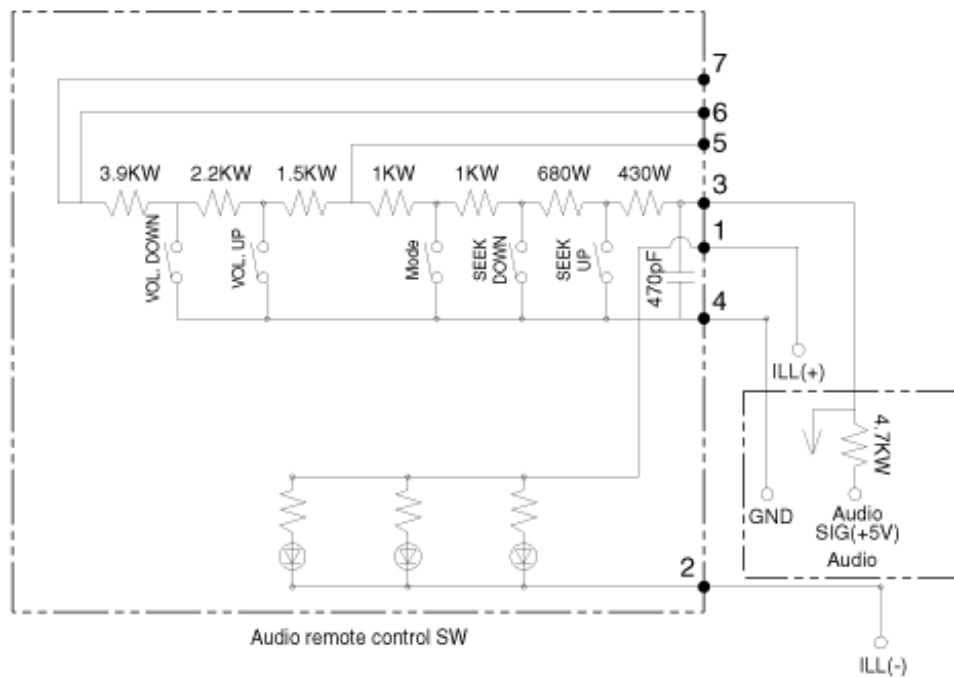 7
6
5
3.9KW 2.2KW 1.5KW 1KW 1KW 680W 430W 3
1
VOL. DOWN
VOL. UP
Mode
SEEK
DOWN
SEEK
UP
470pF
4
ILL(+)
4.7KW
GND
Audio
SIG(+5V)
Audio
2
Audio remote control SW
ILL(-)